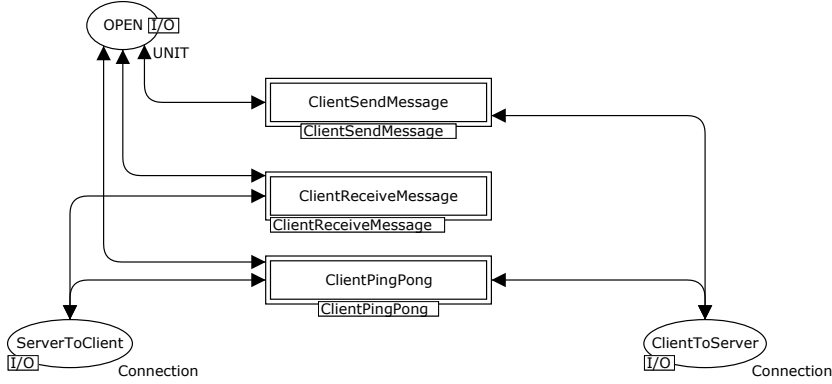 OPEN I/O
UNIT
ClientSendMessage
ClientSendMessage
ClientReceiveMessage
ClientReceiveMessage
ClientPingPong
ClientPingPong
ServerToClient
I/O
Connection
ClientToServer
I/O
Connection